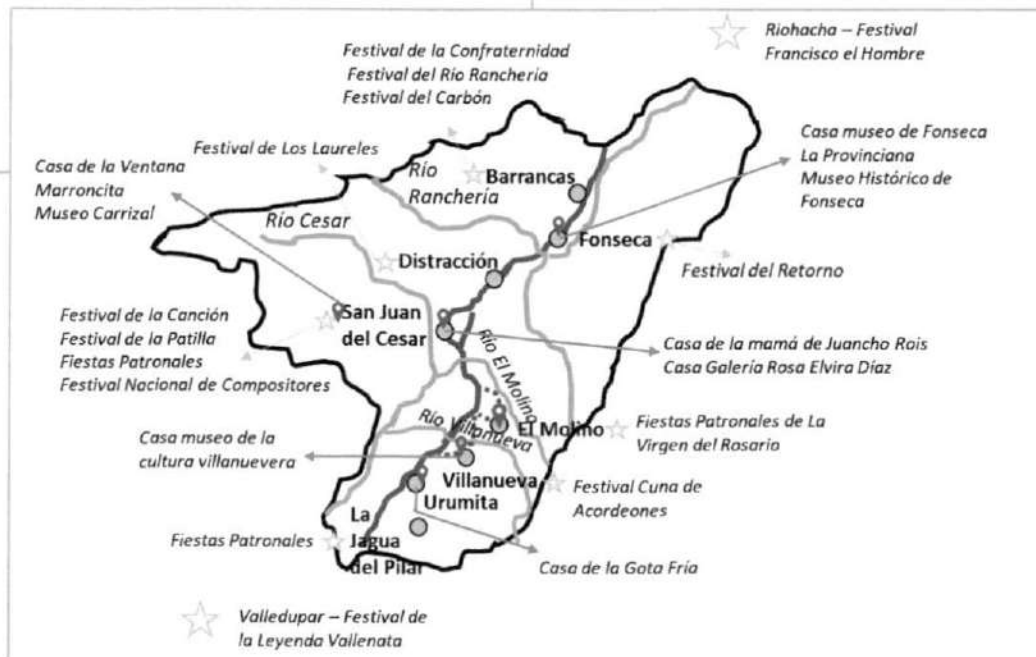 Riohacha – Festival
Francisco el Hombre
Festival de la Confraternidad
Festival del Río Ranchería
Festival del Carbón
Festival de Los Laureles
Casa de la Ventana
Marroncita
Museo Carrizal
Río
Ranchería
Río Cesar
Barrancas
Casa museo de Fonseca
La Provinciana
Museo Histórico de
Fonseca
Fonseca
Distracción
Festival del Retorno
Festival de la Canción
Festival de la Patilla
Fiestas Patronales
Festival Nacional de Compositores
San Juan
del Cesar
Casa de la mamá de Juancho Rois
Casa Galería Rosa Elvira Díaz
Río El Molino
Río Villanueva
El Molino
Fiestas Patronales de La
Virgen del Rosario
Casa museo de la
cultura villanuevera
Villanueva
Urumita
Festival Cuna de
Acordeones
La
Jagua
del Pilar
Fiestas Patronales
Casa de la Gota Fría
Valledupar – Festival de
la Leyenda Vallenata